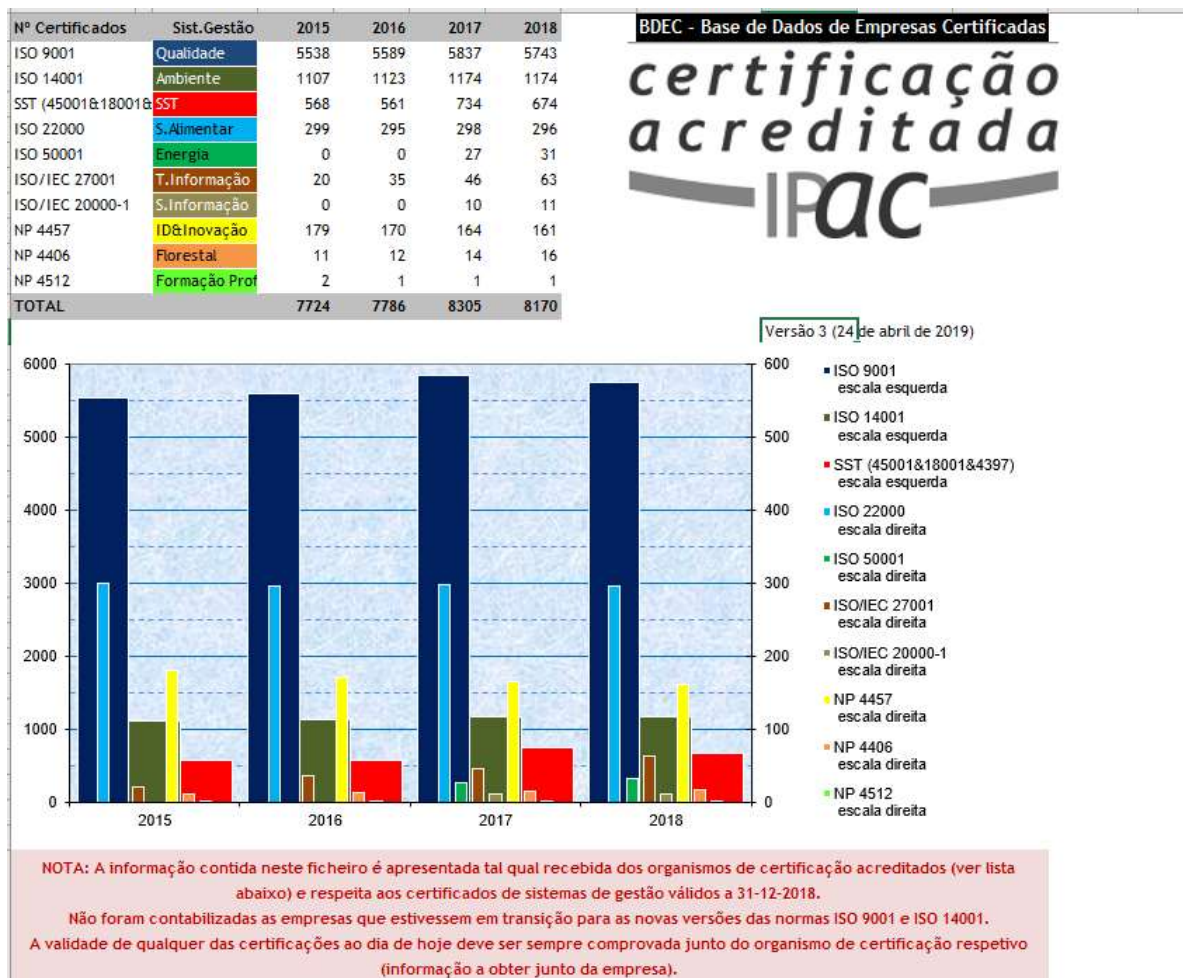 Nº Certificados Sist.Gestão 2015 2016 2017 2018
ISO 9001 Qualidade 5538 5589 5837 5743
ISO 14001 Ambiente 1107 1123 1174 1174
SST (45001&18001& SST 568 561 734 674
ISO 22000 S.Alimentar 299 295 298 296
ISO 50001 Energia 0 0 27 31
ISO/IEC 27001 T.Informação 20 35 46 63
ISO/IEC 20000-1 S.Informação 0 0 10 11
NP 4457 ID&Inovação 179 170 164 161
NP 4406 Florestal 11 12 14 16
NP 4512 Formação Prof 2 1 1 1
TOTAL 7724 7786 8305 8170
BDEC - Base de Dados de Empresas Certificadas
certificação
acreditada
IPAC
Versão 3 (24 de abril de 2019)
6000
5000
4000
3000
2000
1000
0
2015 2016 2017 2018
600
500
400
300
200
100
0
ISO 9001
escala esquerda
ISO 14001
escala esquerda
SST (45001&18001&4397)
escala esquerda
ISO 22000
escala direita
ISO 50001
escala direita
ISO/IEC 27001
escala direita
ISO/IEC 20000-1
escala direita
NP 4457
escala direita
NP 4406
escala direita
NP 4512
escala direita
NOTA: A informação contida neste ficheiro é apresentada tal qual recebida dos organismos de certificação acreditados (ver lista
abaixo) e respeita aos certificados de sistemas de gestão válidos a 31-12-2018.
Não foram contabilizadas as empresas que estivessem em transição para as novas versões das normas ISO 9001 e ISO 14001.
A validade de qualquer das certificações ao dia de hoje deve ser sempre comprovada junto do organismo de certificação respetivo
(informação a obter junto da empresa).